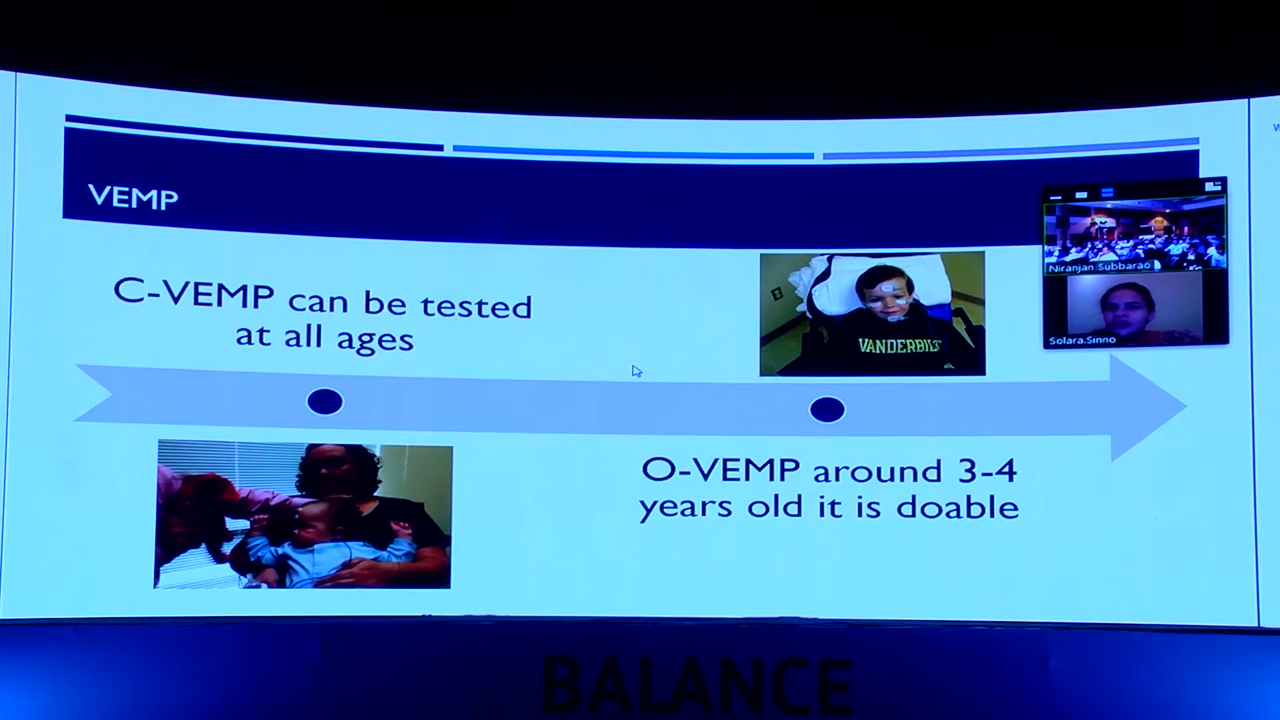 VEMP
C-VEMP can be tested
at all ages
Niranjan Subbarao
Solara.Sinno
VANDERBILT
O-VEMP around 3-4
years old it is doable
BALANCE